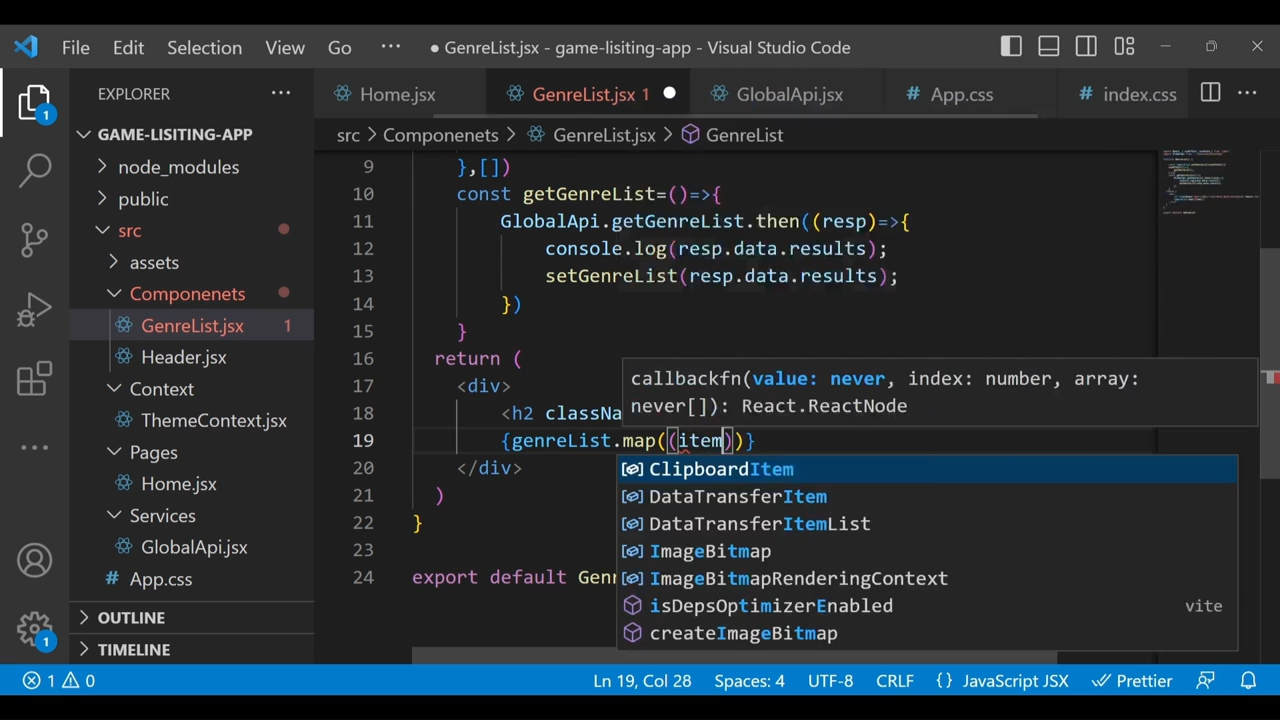 File Edit Selection View Go ··· ● GenreList.jsx - game-lisiting-app - Visual Studio Code
EXPLORER ···
Home.jsx GenreList.jsx 1 ● GlobalApi.jsx # App.css # index.css ···
GAME-LISITING-APP
src > Componenets > GenreList.jsx > GenreList
node_modules
public
src
assets
Componenets
GenreList.jsx 1
Header.jsx
Context
ThemeContext.jsx
Pages
Home.jsx
Services
GlobalApi.jsx
# App.css
OUTLINE
TIMELINE
1
1
9 },[])
10 const getGenreList=()=>{
11 GlobalApi.getGenreList.then((resp)=>{
12 console.log(resp.data.results);
13 setGenreList(resp.data.results);
14 })
15 }
16 return (
17 <div>
18 <h2 classNa
19 {genreList.map((item))}
20 </div>
21 )
22 }
23
24 export default Gen
callbackfn(value: never, index: number, array:
never[]): React.ReactNode
ClipboardItem
DataTransferItem
DataTransferItemList
ImageBitmap
ImageBitmapRenderingContext
isDepsOptimizerEnabled vite
createImageBitmap
1 0 Ln 19, Col 28 Spaces: 4 UTF-8 CRLF {} JavaScript JSX Prettier